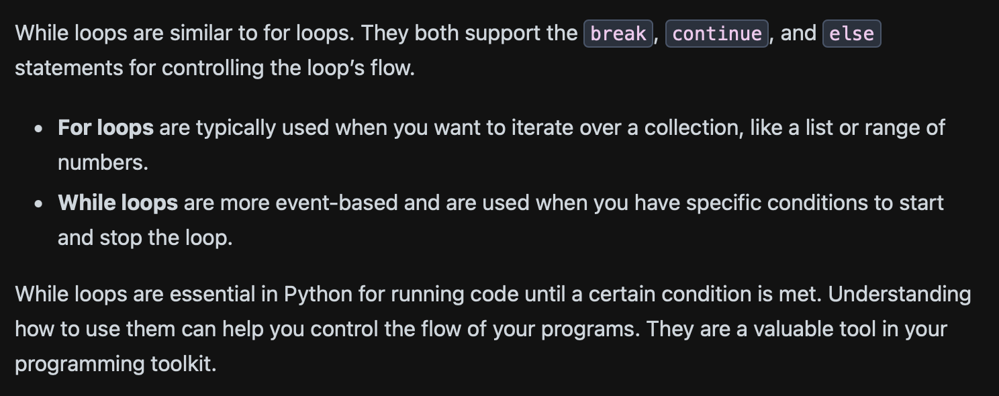 While loops are similar to for loops. They both support the break, continue, and else
statements for controlling the loop’s flow.
• For loops are typically used when you want to iterate over a collection, like a list or range of
numbers.
• While loops are more event-based and are used when you have specific conditions to start
and stop the loop.
While loops are essential in Python for running code until a certain condition is met. Understanding
how to use them can help you control the flow of your programs. They are a valuable tool in your
programming toolkit.